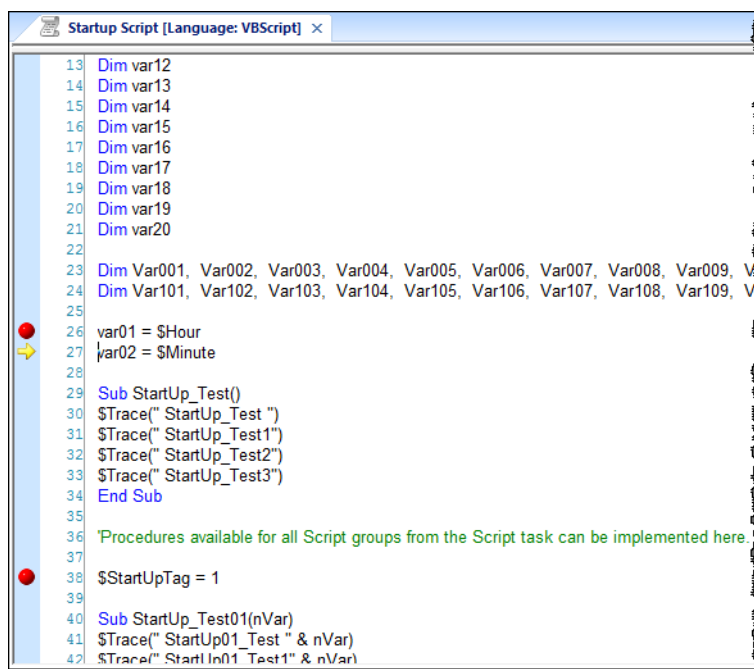 Startup Script [Language: VBScript] ×
13 Dim var12
14 Dim var13
15 Dim var14
16 Dim var15
17 Dim var16
18 Dim var17
19 Dim var18
20 Dim var19
21 Dim var20
22
23 Dim Var001, Var002, Var003, Var004, Var005, Var006, Var007, Var008, Var009,
24 Dim Var101, Var102, Var103, Var104, Var105, Var106, Var107, Var108, Var109,
25
26 var01 = $Hour
27 var02 = $Minute
28
29 Sub StartUp_Test()
30 $Trace(" StartUp_Test ")
31 $Trace(" StartUp_Test1")
32 $Trace(" StartUp_Test2")
33 $Trace(" StartUp_Test3")
34 End Sub
35
36 'Procedures available for all Script groups from the Script task can be implemented here.
37
38 $StartUpTag = 1
39
40 Sub StartUp_Test01(nVar)
41 $Trace(" StartUp01_Test " & nVar)
42 $Trace(" StartUp01_Test1" & nVar)